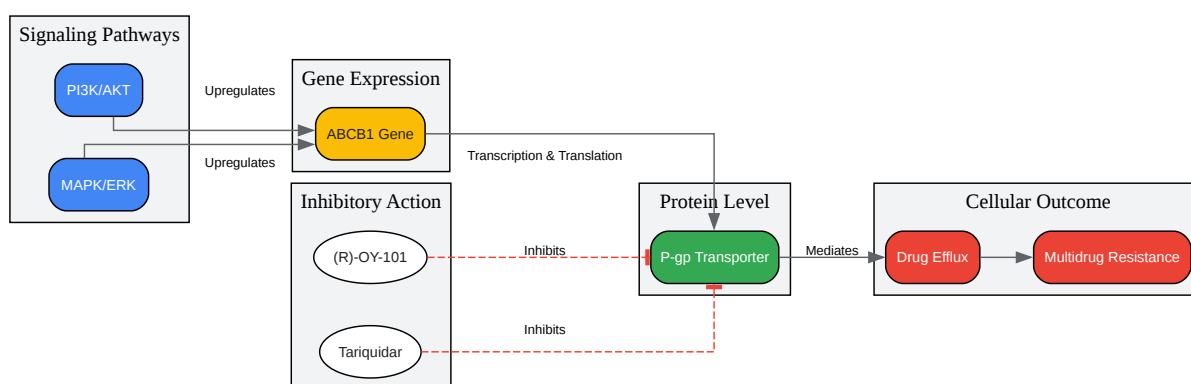 Signaling Pathways
PI3K/AKT
MAPK/ERK
Upregulates
Upregulates
Gene Expression
ABCB1 Gene
Transcription & Translation
Inhibitory Action
(R)-OY-101
Tariquidar
Inhibits
Inhibits
Protein Level
P-gp Transporter
Mediates
Cellular Outcome
Drug Efflux
Multidrug Resistance